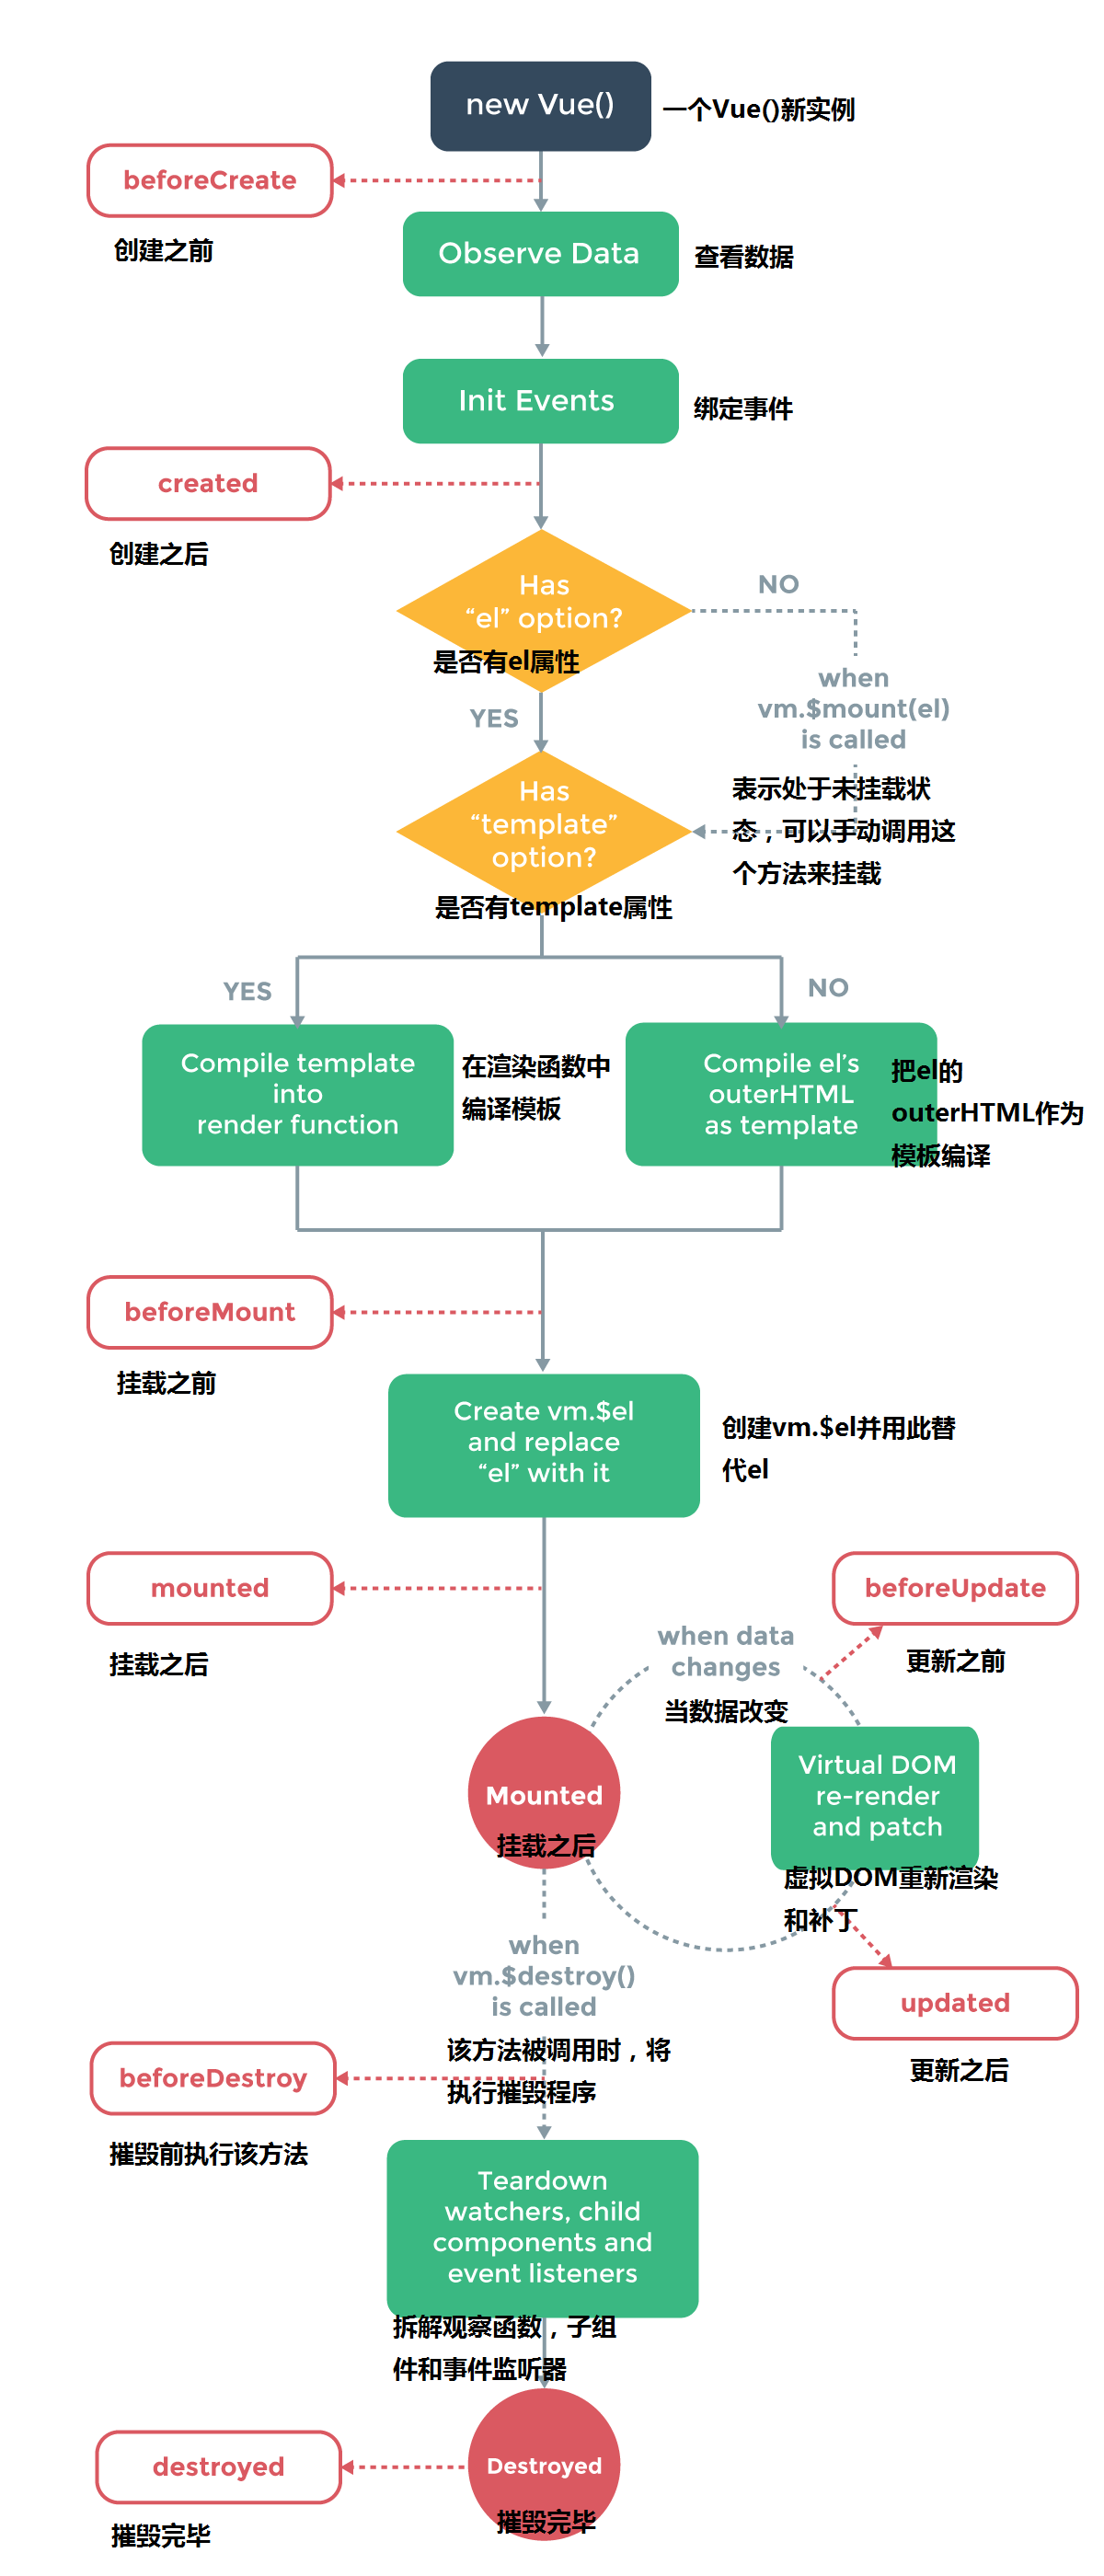 new Vue()
一个Vue()新实例
beforeCreate
创建之前
Observe Data
查看数据
Init Events
绑定事件
created
创建之后
Has
“el” option?
是否有el属性
NO
YES
when
vm.$mount(el)
is called
表示处于未挂载状
态，可以手动调用这
个方法来挂载
Has
“template”
option?
是否有template属性
YES
NO
Compile template
into
render function
在渲染函数中
编译模板
Compile el’s
outerHTML
as template
把el的
outerHTML作为
模板编译
beforeMount
挂载之前
Create vm.$el
and replace
“el” with it
创建vm.$el并用此替
代el
mounted
挂载之后
beforeUpdate
更新之前
when data
changes
当数据改变
Mounted
挂载之后
Virtual DOM
re-render
and patch
虚拟DOM重新渲染
和补丁
updated
更新之后
when
vm.$destroy()
is called
该方法被调用时，将
执行摧毁程序
beforeDestroy
摧毁前执行该方法
Teardown
watchers, child
components and
event listeners
拆解观察函数，子组
件和事件监听器
destroyed
摧毁完毕
Destroyed
摧毁完毕